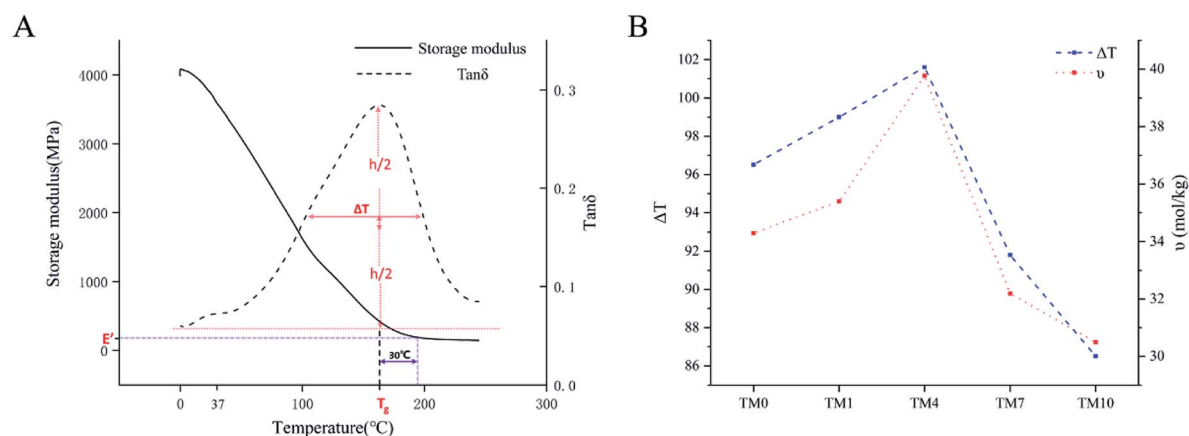 A
Storage modulus
Tanδ
4000
3000
2000
1000
0
Storage modulus(MPa)
E'
h/2
ΔT
h/2
30℃
0.3
0.2
0.1
0.0
Tanδ
0
37
100
Tg
200
300
Temperature(℃)
B
ΔT
υ
102
100
98
96
94
92
90
88
86
ΔT
40
38
36
34
32
30
υ (mol/kg)
TM0
TM1
TM4
TM7
TM10